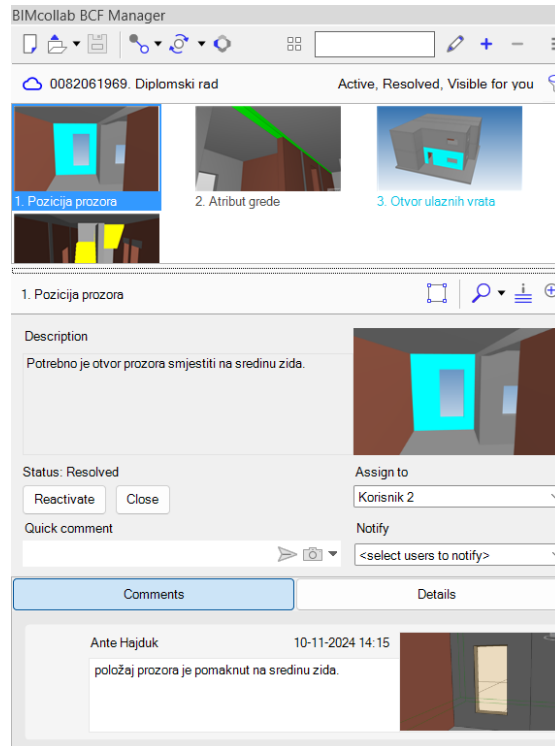 BIMcollab BCF Manager
0082061969. Diplomski rad
Active, Resolved, Visible for you
1. Pozicija prozora
2. Atribut grede
3. Otvor ulaznih vrata
1. Pozicija prozora
Description
Potrebno je otvor prozora smjestiti na sredinu zida.
Status: Resolved
Assign to
Reactivate
Close
Korisnik 2
Quick comment
Notify
<select users to notify>
Comments
Details
Ante Hajduk
10-11-2024 14:15
položaj prozora je pomaknut na sredinu zida.